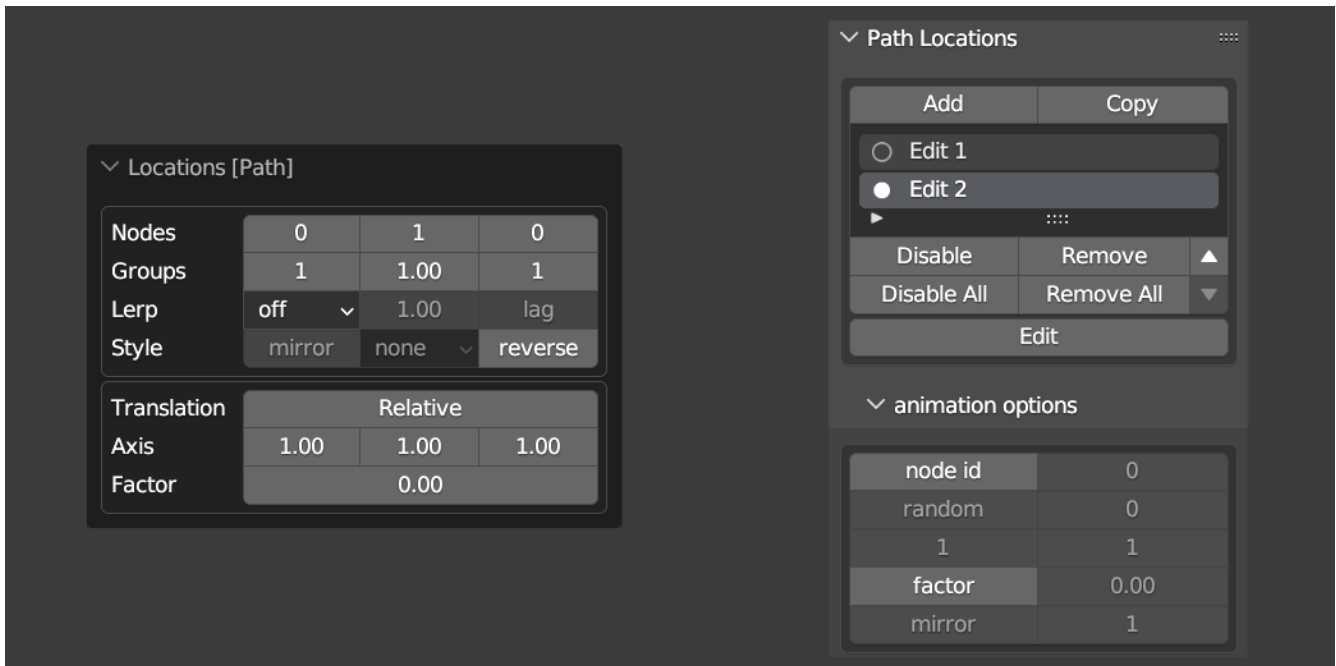 Locations [Path]
Nodes 0 1 0
Groups 1 1.00 1
Lerp off 1.00 lag
Style mirror none reverse
Translation Relative
Axis 1.00 1.00 1.00
Factor 0.00
Path Locations
Add Copy
Edit 1
Edit 2
Disable Remove
Disable All Remove All
Edit
animation options
node id 0
random 0
1 1
factor 0.00
mirror 1